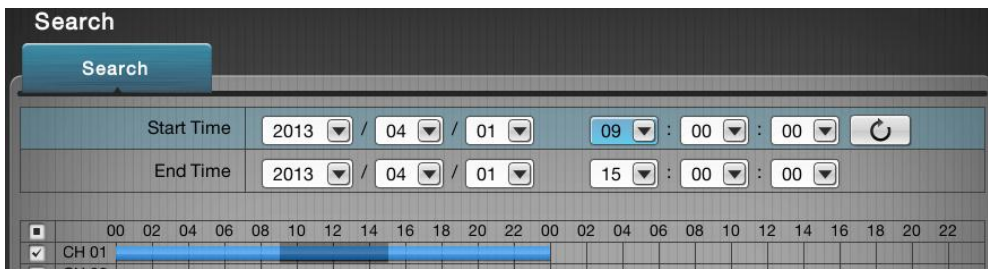 Search
Search
Start Time 2013 / 04 / 01 09 : 00 : 00
End Time 2013 / 04 / 01 15 : 00 : 00
00 02 04 06 08 10 12 14 16 18 20 22 00 02 04 06 08 10 12 14 16 18 20 22
CH 01